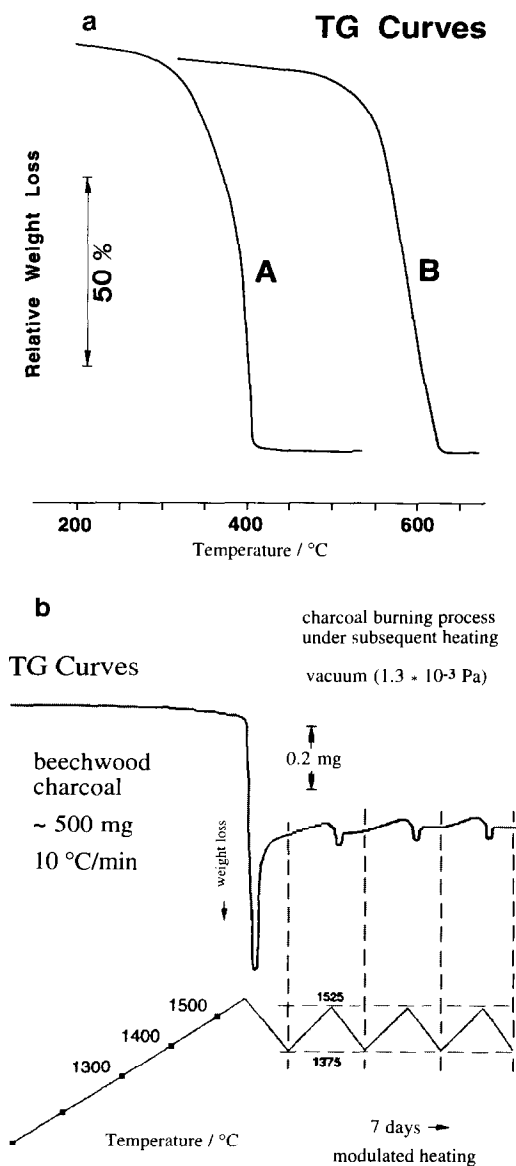 a
TG Curves
Relative Weight Loss
50 %
A
B
200
400
600
Temperature / °C
b
charcoal burning process
under subsequent heating
TG Curves
vacuum (1.3 * 10-3 Pa)
0.2 mg
beechwood
charcoal
~ 500 mg
10 °C/min
weight loss
1500
1400
1300
1525
1375
Temperature / °C
7 days →
modulated heating